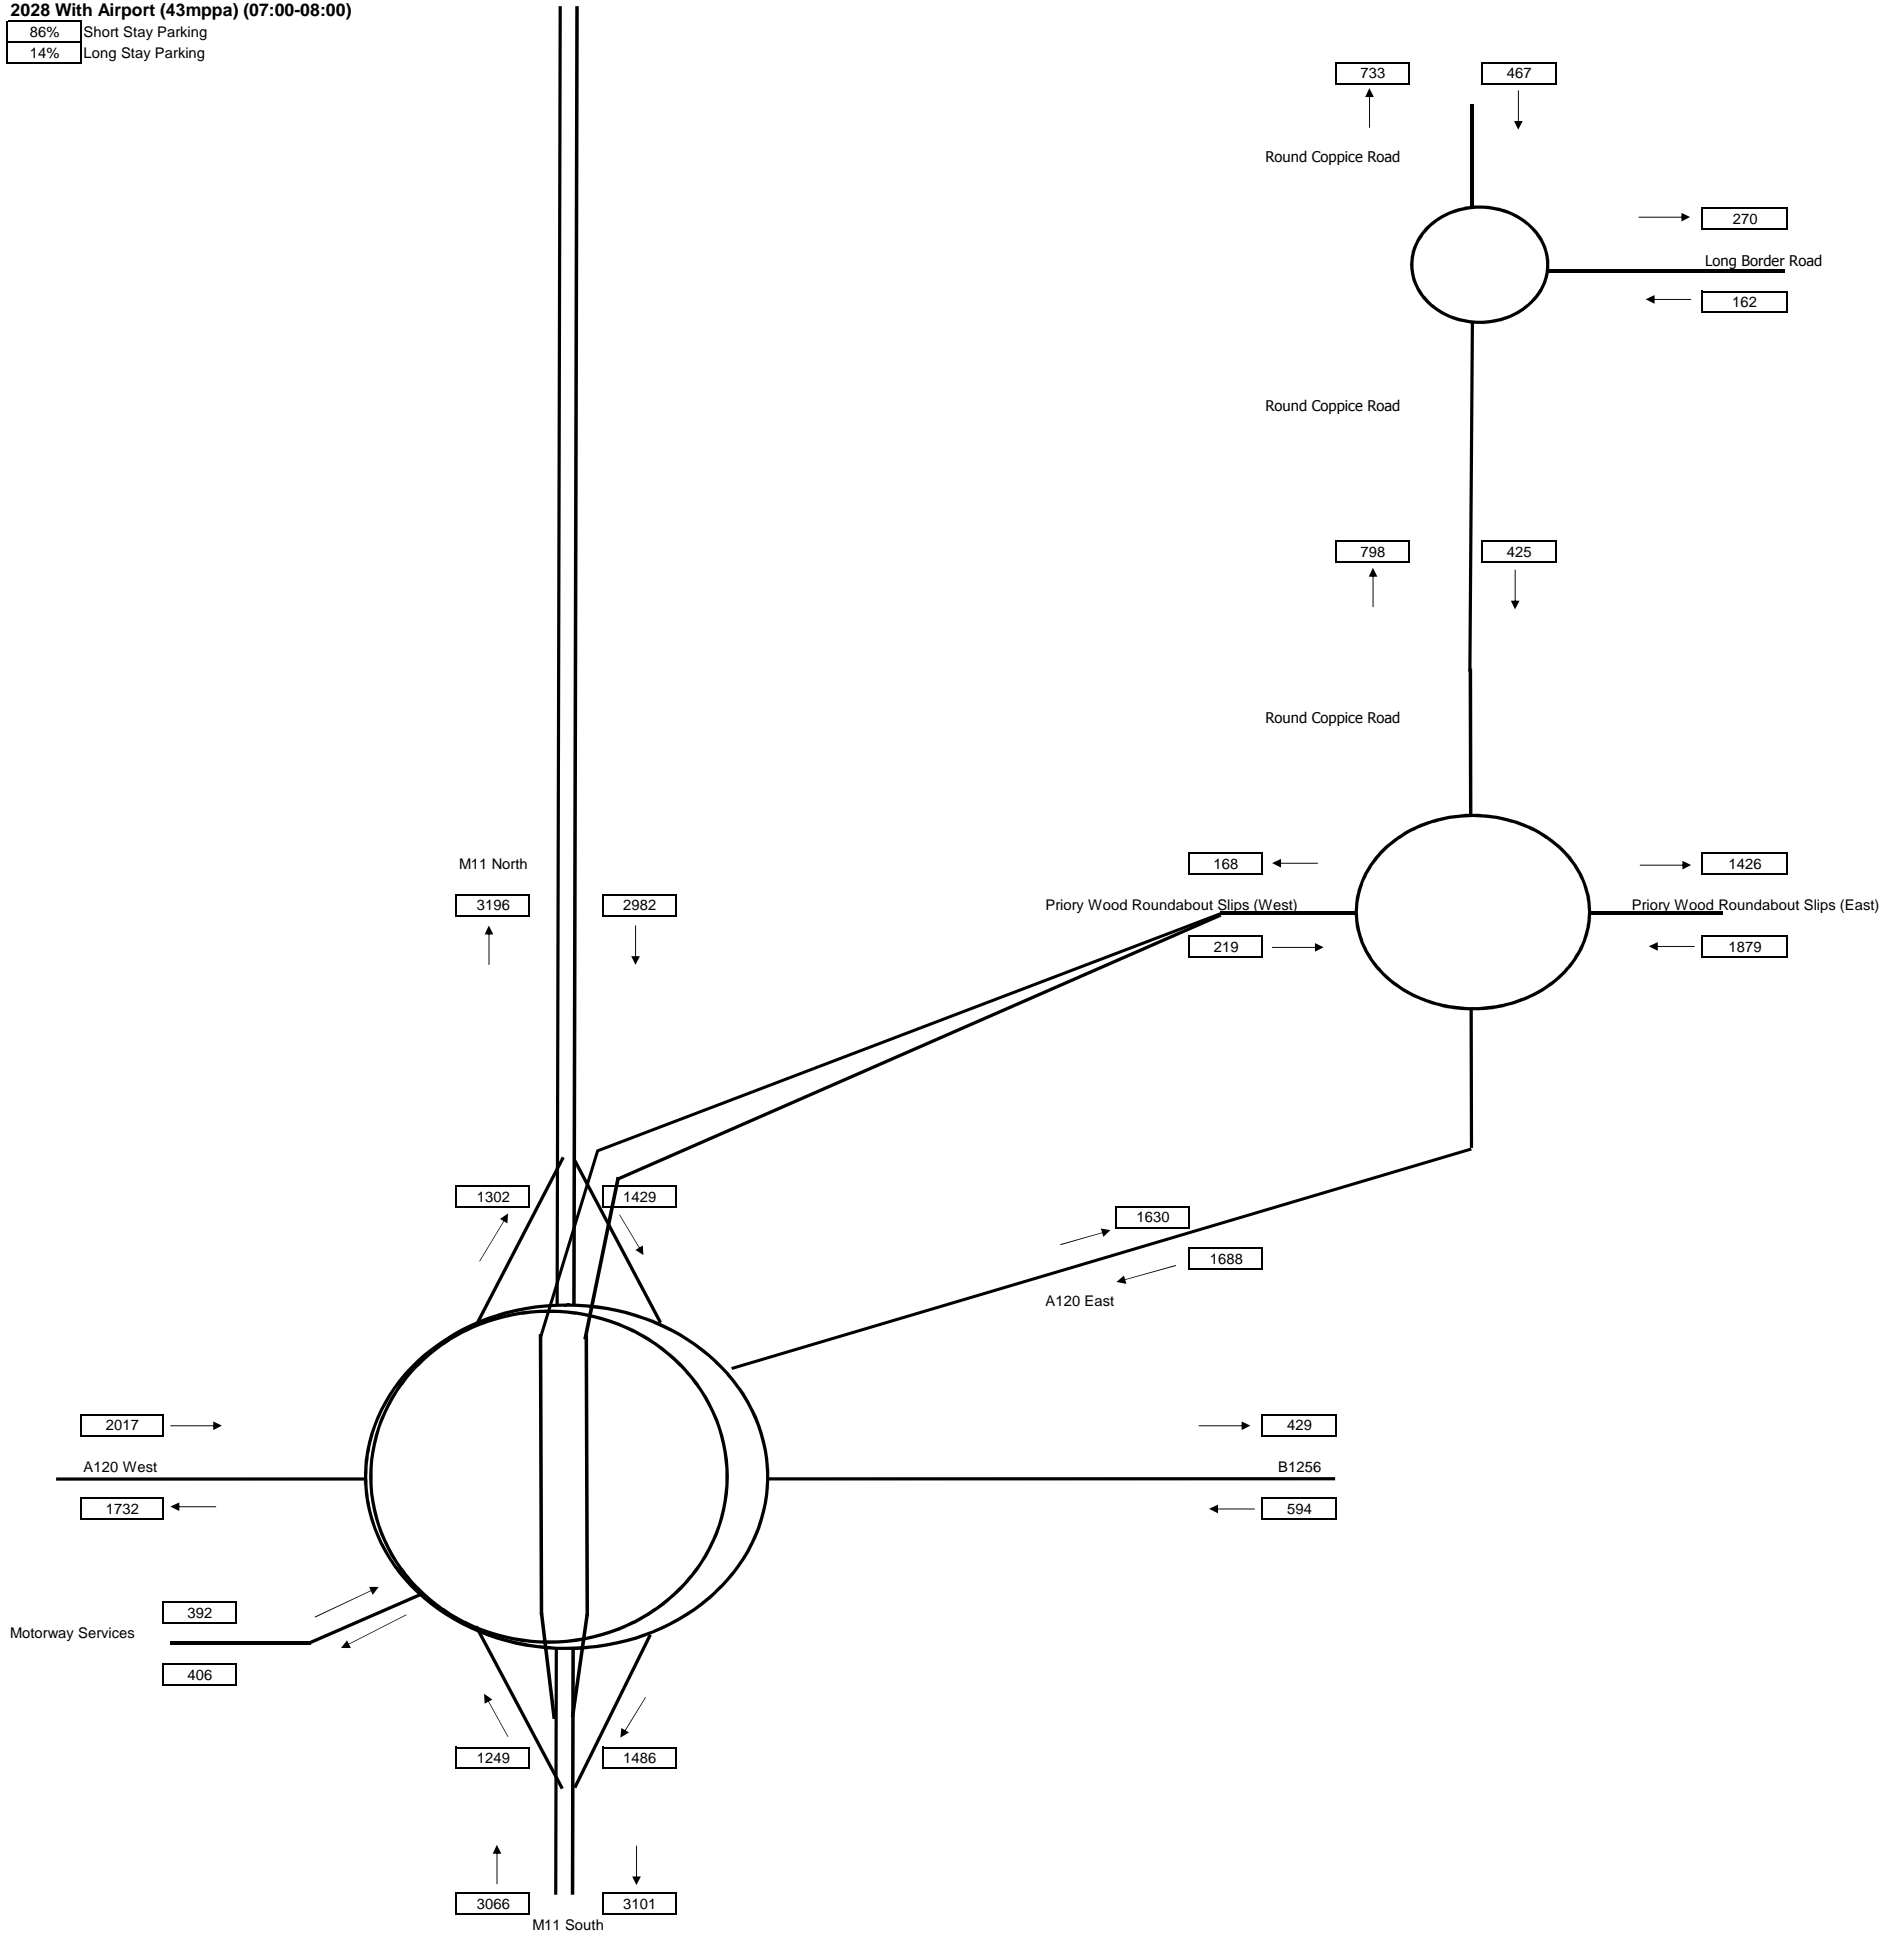 2028 With Airport (43mppa) (07:00-08:00)
86% Short Stay Parking
14% Long Stay Parking
733 467
Round Coppice Road
270
Long Border Road
162
Round Coppice Road
798 425
Round Coppice Road
M11 North
168
1426
3196 2982
Priory Wood Roundabout Slips (West)
Priory Wood Roundabout Slips (East)
219
1879
1302 1429
1630
1688
A120 East
2017
429
A120 West
B1256
1732
594
392
Motorway Services
406
1249 1486
3066 3101
M11 South